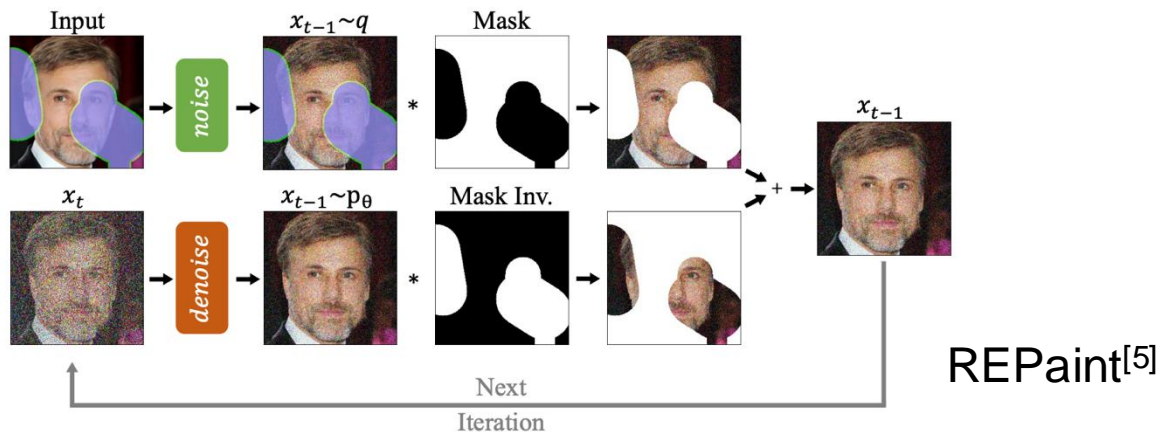 Input
x_{t−1}~q
Mask
noise
*
x_{t−1}
x_t
x_{t−1}~p_θ
Mask Inv.
+
denoise
*
REPaint[5]
Next
Iteration